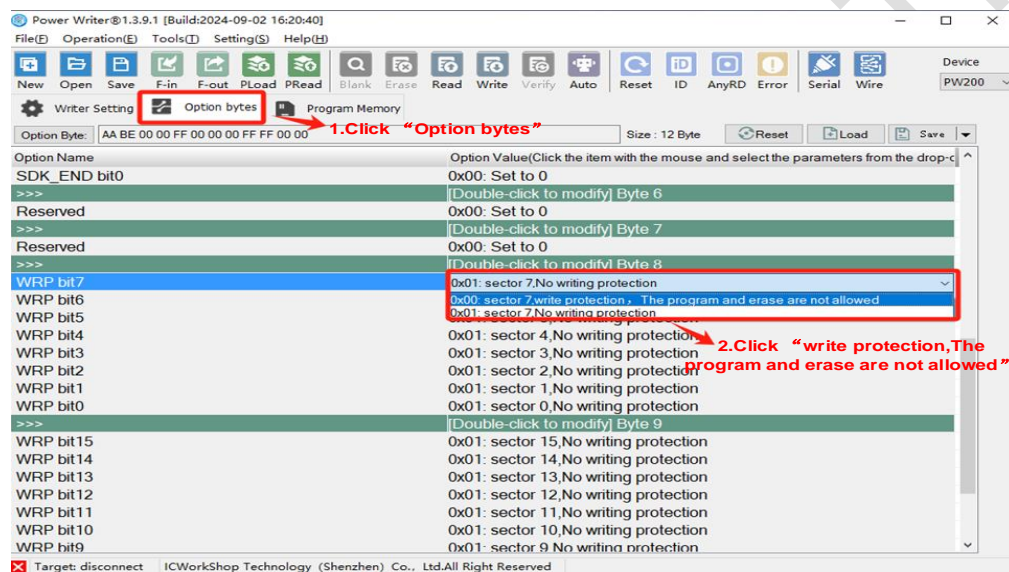 Power Writer®1.3.9.1 [Build:2024-09-02 16:20:40]
File(F) Operation(E) Tools(T) Setting(S) Help(H)
New Open Save F-in F-out PLoad PRead Blank Erase Read Write Verify Auto Reset ID AnyRD Error Serial Wire
Device
PW200
Writer Setting Option bytes Program Memory
1.Click “Option bytes”
Option Byte: AA BE 00 00 FF 00 00 00 FF FF 00 00 Size : 12 Byte Reset Load Save
Option Name Option Value(Click the item with the mouse and select the parameters from the drop-c
SDK_END bit0 0x00: Set to 0
>>> [Double-click to modify] Byte 6
Reserved 0x00: Set to 0
>>> [Double-click to modify] Byte 7
Reserved 0x00: Set to 0
>>> [Double-click to modify] Byte 8
WRP bit7 0x01: sector 7,No writing protection
0x00: sector 7,write protection，The program and erase are not allowed
WRP bit6
0x01: sector 7,No writing protection
WRP bit5
WRP bit4 0x01: sector 4,No writing protection
2.Click “write protection,The
program and erase are not allowed”
WRP bit3 0x01: sector 3,No writing protection
WRP bit2 0x01: sector 2,No writing protection
WRP bit1 0x01: sector 1,No writing protection
WRP bit0 0x01: sector 0,No writing protection
>>> [Double-click to modify] Byte 9
WRP bit15 0x01: sector 15,No writing protection
WRP bit14 0x01: sector 14,No writing protection
WRP bit13 0x01: sector 13,No writing protection
WRP bit12 0x01: sector 12,No writing protection
WRP bit11 0x01: sector 11,No writing protection
WRP bit10 0x01: sector 10,No writing protection
WRP bit9 0x01: sector 9 No writing protection
Target: disconnect ICWorkShop Technology (Shenzhen) Co., Ltd.All Right Reserved